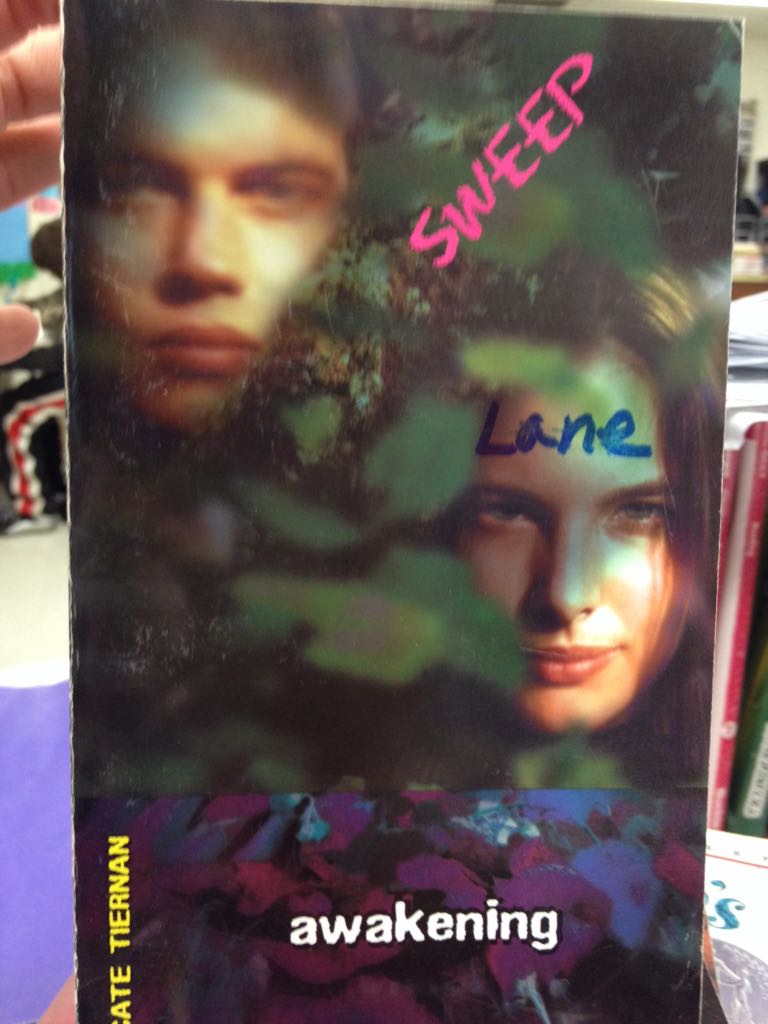 SWEEP
Lane
awakening
CATE TIERNAN
's